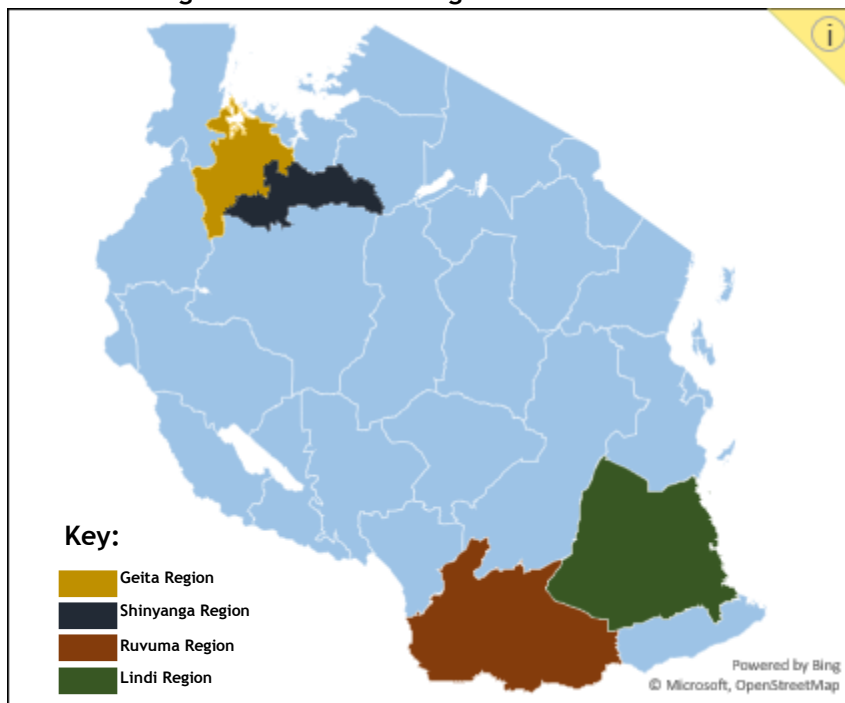 i
Key:
Geita Region
Shinyanga Region
Ruvuma Region
Lindi Region
Powered by Bing
© Microsoft, OpenStreetMap